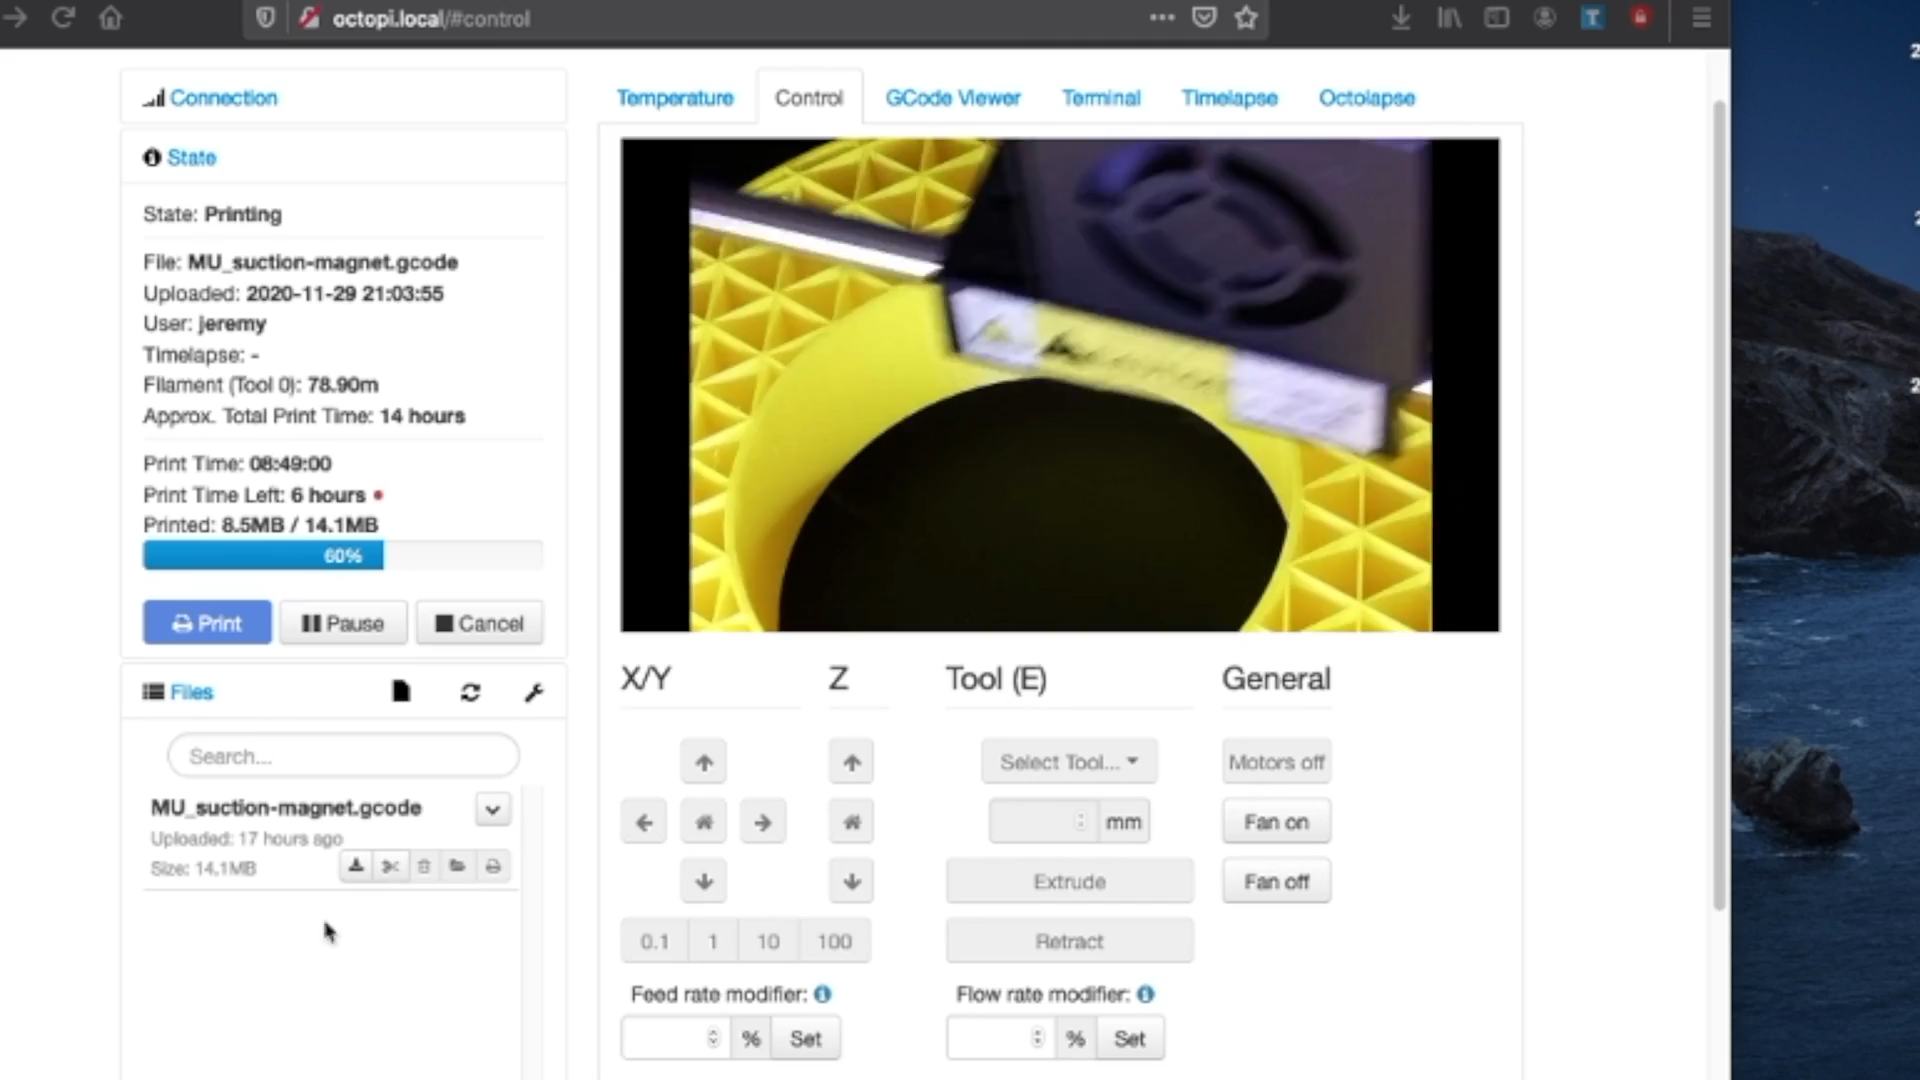 octopi.local/#control
Connection
State
State: Printing
File: MU_suction-magnet.gcode
Uploaded: 2020-11-29 21:03:55
User: jeremy
Timelapse: -
Filament (Tool 0): 78.90m
Approx. Total Print Time: 14 hours
Print Time: 08:49:00
Print Time Left: 6 hours
Printed: 8.5MB / 14.1MB
60%
Print Pause Cancel
Files
Search...
MU_suction-magnet.gcode
Uploaded: 17 hours ago
Size: 14.1MB
Temperature Control GCode Viewer Terminal Timelapse Octolapse
X/Y Z Tool (E) General
Select Tool... Motors off
mm Fan on
Extrude Fan off
0.1 1 10 100 Retract
Feed rate modifier: Flow rate modifier:
% Set % Set
T
2
2
2